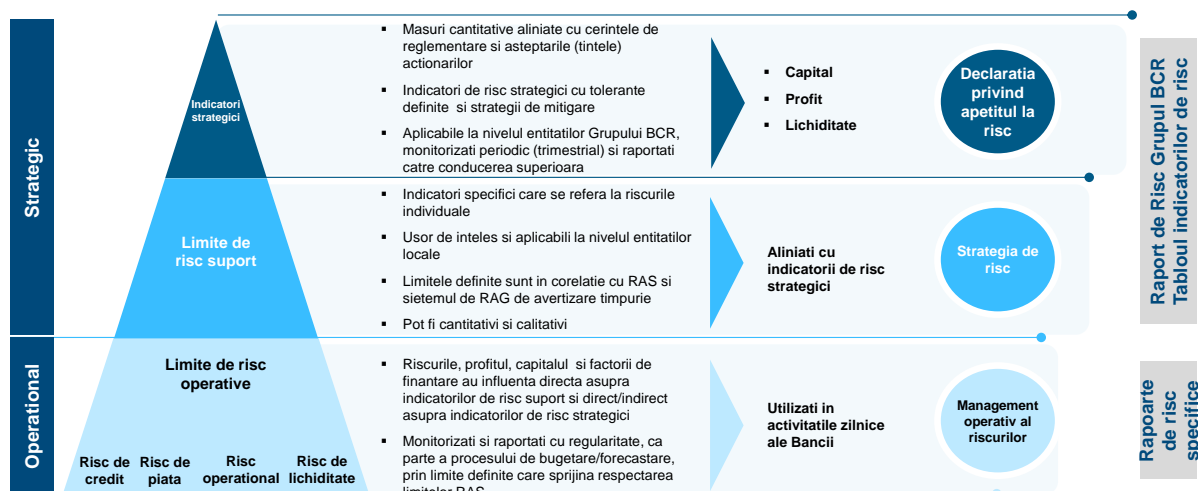 Strategic
Indicatori
strategici
Masuri cantitative aliniate cu cerintele de
reglementare si asteptarile (tintele)
actionarilor
Indicatori de risc strategici cu tolerante
definite si strategii de mitigare
Aplicabile la nivelul entitatilor Grupului BCR,
monitorizati periodic (trimestrial) si raportati
catre conducerea superioara
Capital
Profit
Lichiditate
Declaratia
privind
apetitul la
risc
Raport de Risc Grupul BCR
Tabloul indicatorilor de risc
Limite de
risc suport
Indicatori specifici care se refera la riscurile
individuale
Usor de inteles si aplicabili la nivelul entitatilor
locale
Limitele definite sunt in corelatie cu RAS si
sietemul de RAG de avertizare timpurie
Pot fi cantitativi si calitativi
Aliniati cu
indicatorii de risc
strategici
Strategia de
risc
Operational
Limite de risc
operative
Risc de
credit
Risc de
piata
Risc
operational
Risc de
lichiditate
Riscurile, profitul, capitalul si factorii de
finantare au influenta directa asupra
indicatorilor de risc suport si direct/indirect
asupra indicatorilor de risc strategici
Monitorizati si raportati cu regularitate, ca
parte a procesului de bugetare/forecastare,
prin limite definite care sprijina respectarea
limitelor RAS
Utilizati in
activitatile zilnice
ale Bancii
Management
operativ al
riscurilor
Rapoarte
de risc
specifice